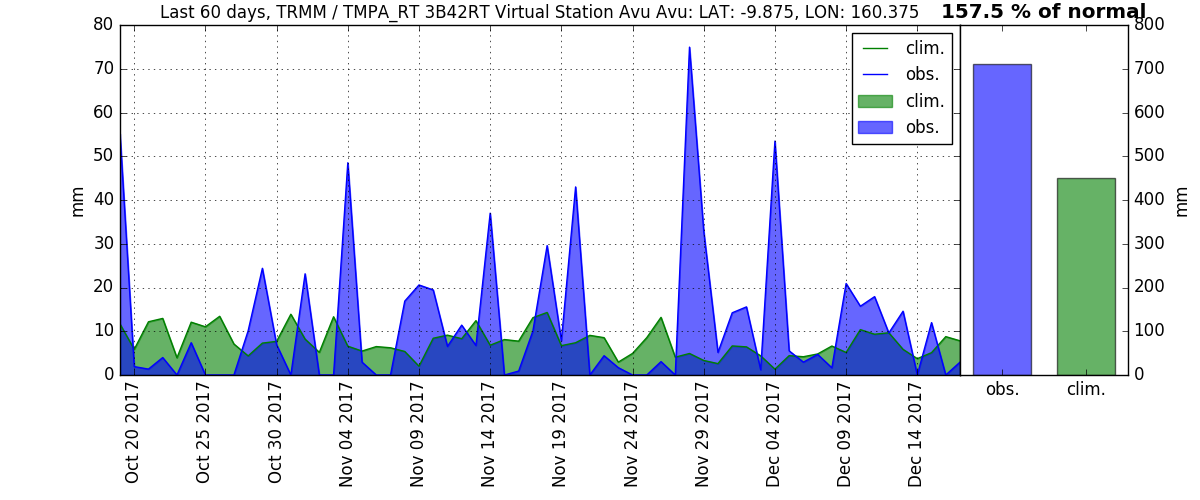 Last 60 days, TRMM / TMPA_RT 3B42RT Virtual Station Avu Avu: LAT: -9.875, LON: 160.375
157.5 % of normal
80
70
60
50
40
30
20
10
0
mm
clim.
obs.
clim.
obs.
Oct 20 2017
Oct 25 2017
Oct 30 2017
Nov 04 2017
Nov 09 2017
Nov 14 2017
Nov 19 2017
Nov 24 2017
Nov 29 2017
Dec 04 2017
Dec 09 2017
Dec 14 2017
800
700
600
500
400
300
200
100
0
mm
obs.
clim.